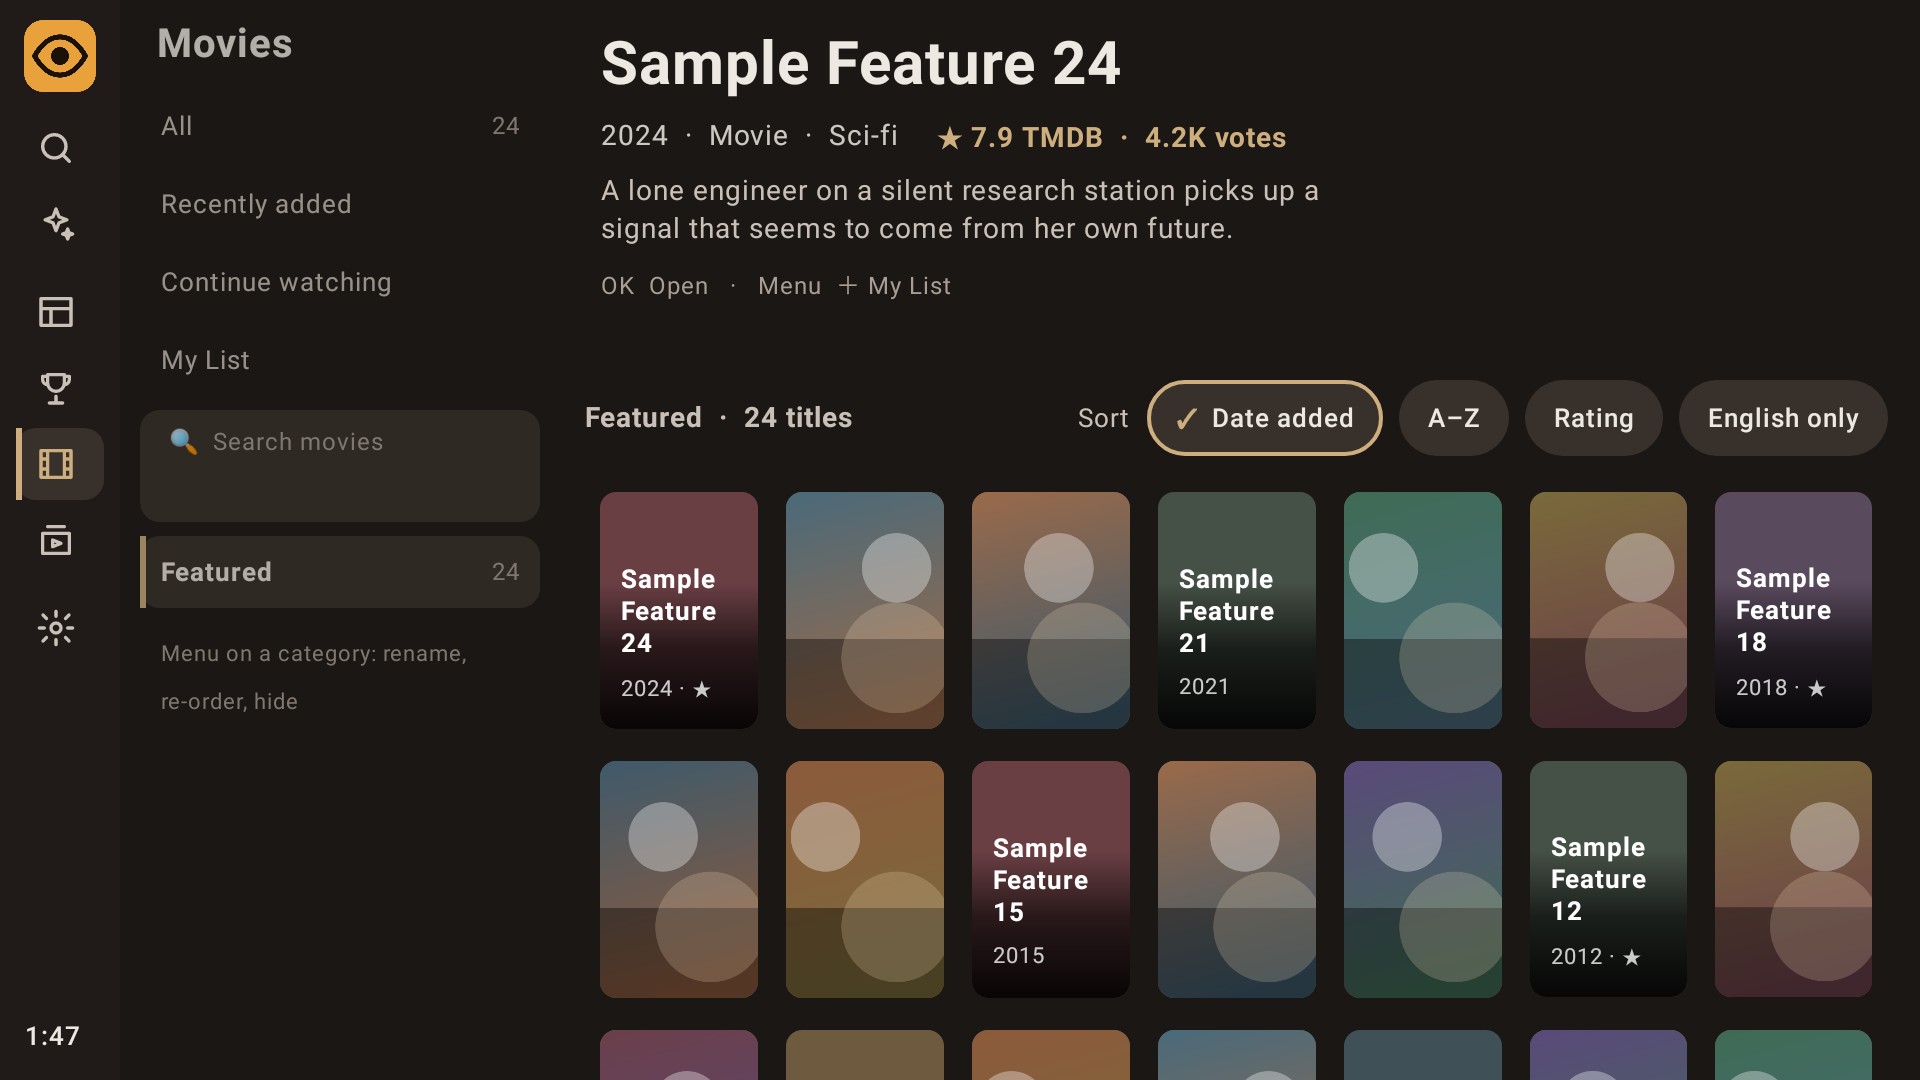 Movies
All 24
Recently added
Continue watching
My List
🔍 Search movies
Featured 24
Menu on a category: rename,
re-order, hide
1:47
Sample Feature 24
2024 · Movie · Sci-fi ★ 7.9 TMDB · 4.2K votes
A lone engineer on a silent research station picks up a
signal that seems to come from her own future.
OK Open · Menu + My List
Featured · 24 titles
Sort ✓ Date added A–Z Rating English only
Sample
Feature
24
2024 · ★
Sample
Feature
21
2021
Sample
Feature
18
2018 · ★
Sample
Feature
15
2015
Sample
Feature
12
2012 · ★